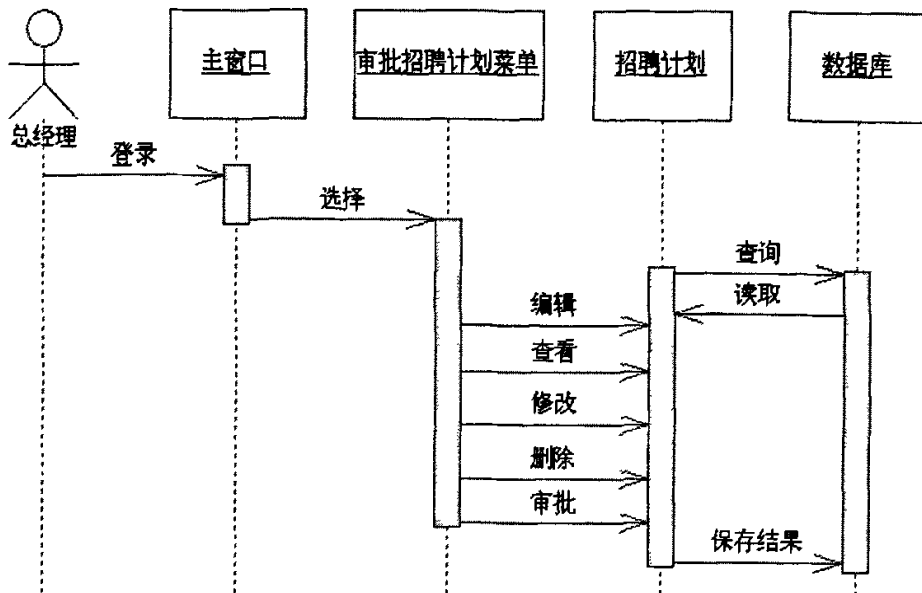 主窗口
审批招聘计划菜单
招聘计划
数据库
总经理
登录
选择
查询
读取
编辑
查看
修改
删除
审批
保存结果